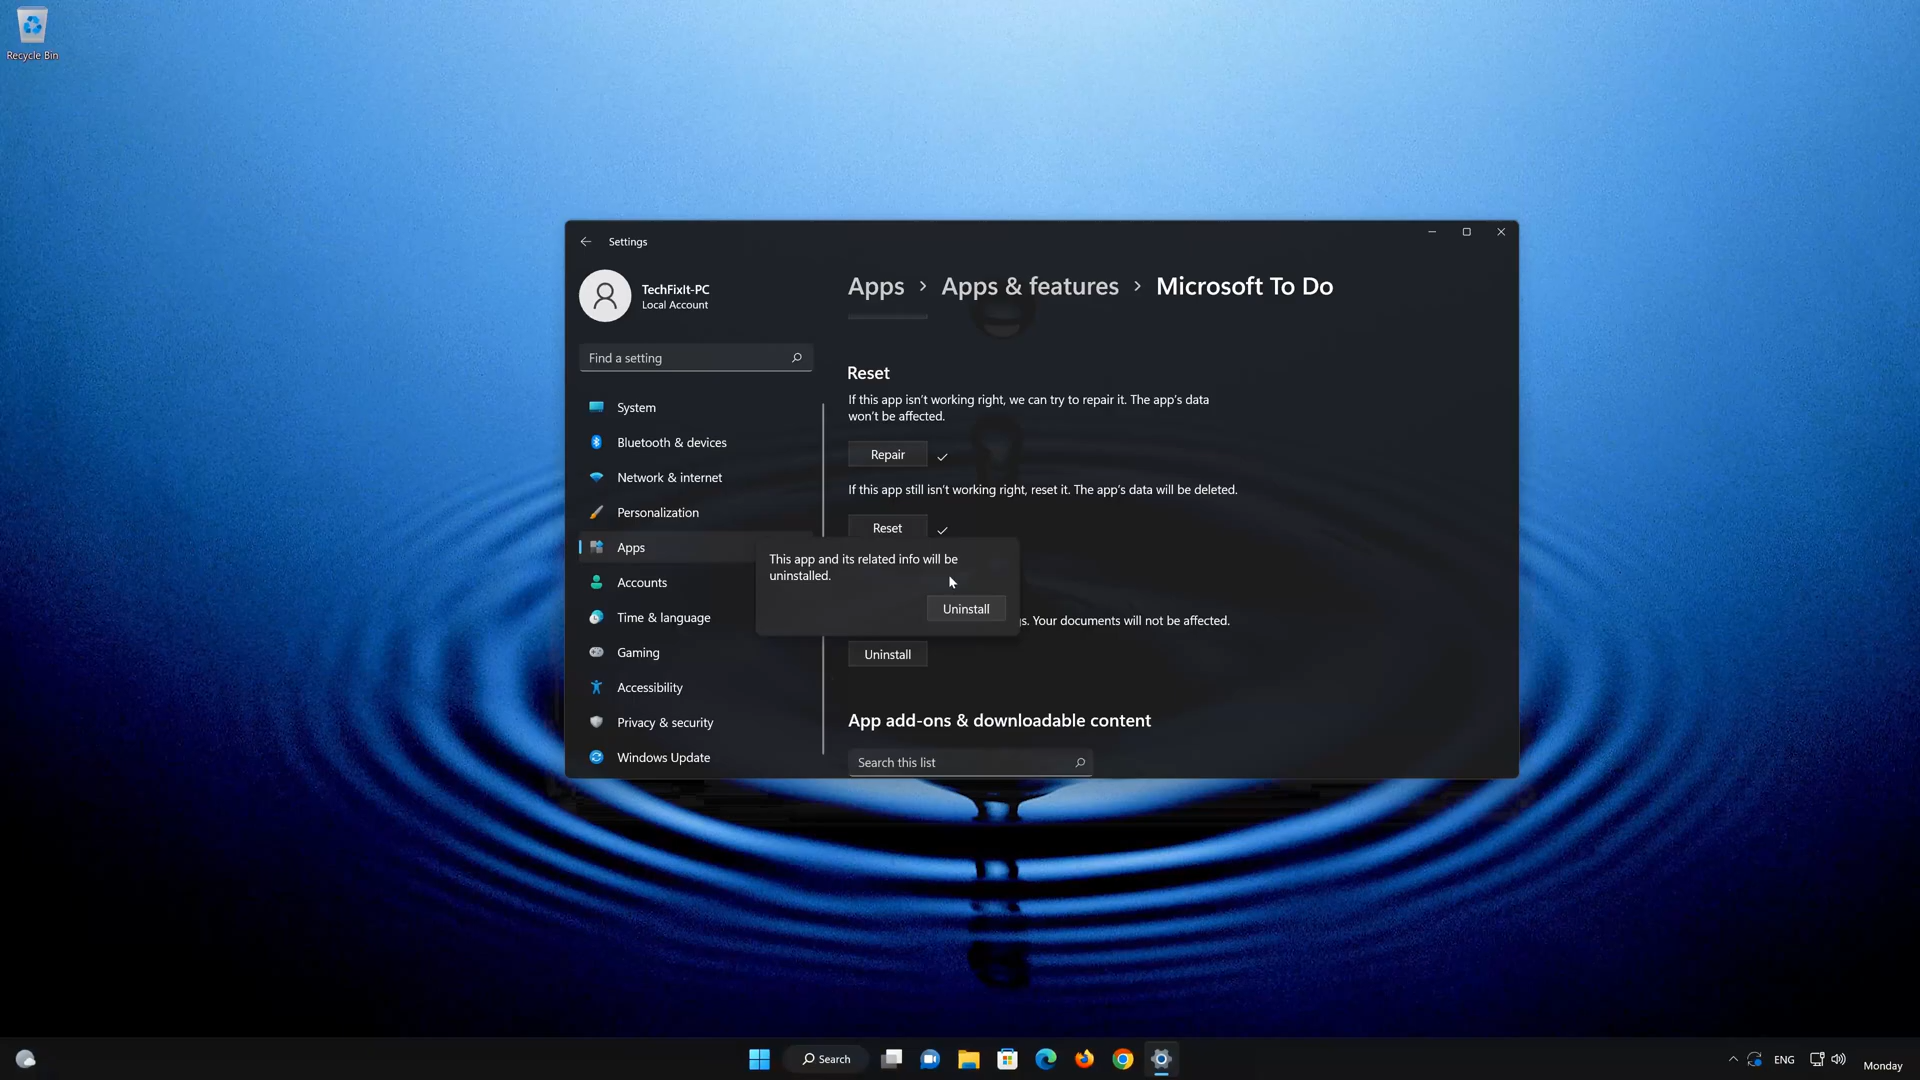 Recycle Bin
Settings
TechFixIt-PC
Local Account
Find a setting
System
Bluetooth & devices
Network & internet
Personalization
Apps
Accounts
Time & language
Gaming
Accessibility
Privacy & security
Windows Update
Apps › Apps & features › Microsoft To Do
Reset
If this app isn't working right, we can try to repair it. The app's data
won't be affected.
Repair
If this app still isn't working right, reset it. The app's data will be deleted.
Reset
This app and its related info will be
uninstalled.
Uninstall
s. Your documents will not be affected.
Uninstall
App add-ons & downloadable content
Search this list
Search
ENG
Monday